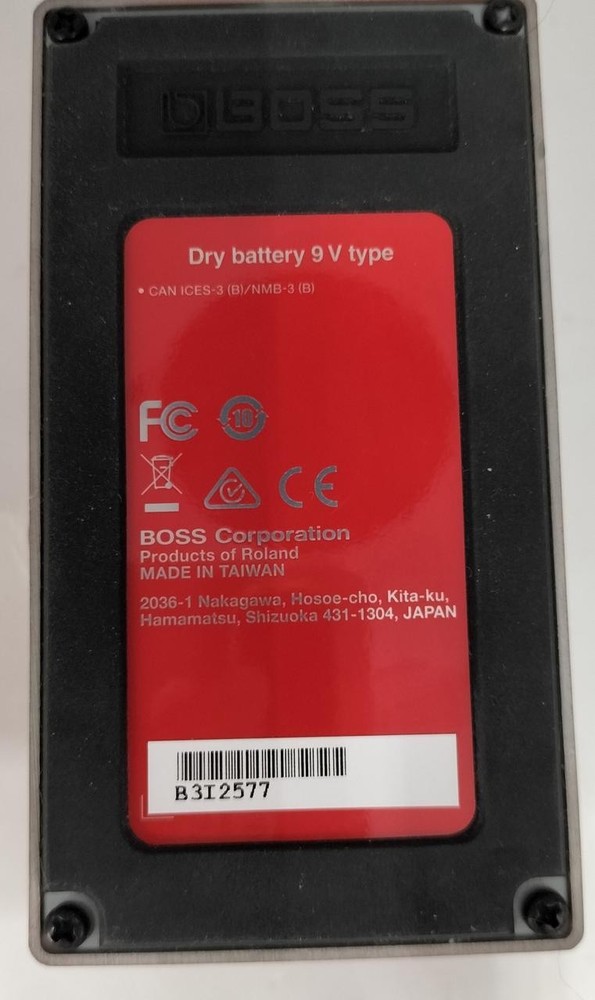 BOSS
Dry battery 9 V type
• CAN ICES-3 (B)/NMB-3 (B)
FC
10
CE
BOSS Corporation
Products of Roland
MADE IN TAIWAN
2036-1 Nakagawa, Hosoe-cho, Kita-ku,
Hamamatsu, Shizuoka 431-1304, JAPAN
B3I2577